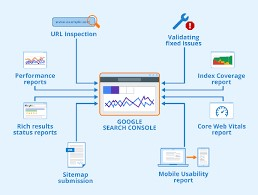 URL Inspection
Validating
fixed issues
Performance
reports
Index Coverage
report
GOOGLE
SEARCH CONSOLE
Rich results
status reports
Core Web Vitals
report
Sitemap
submission
Mobile Usability
report